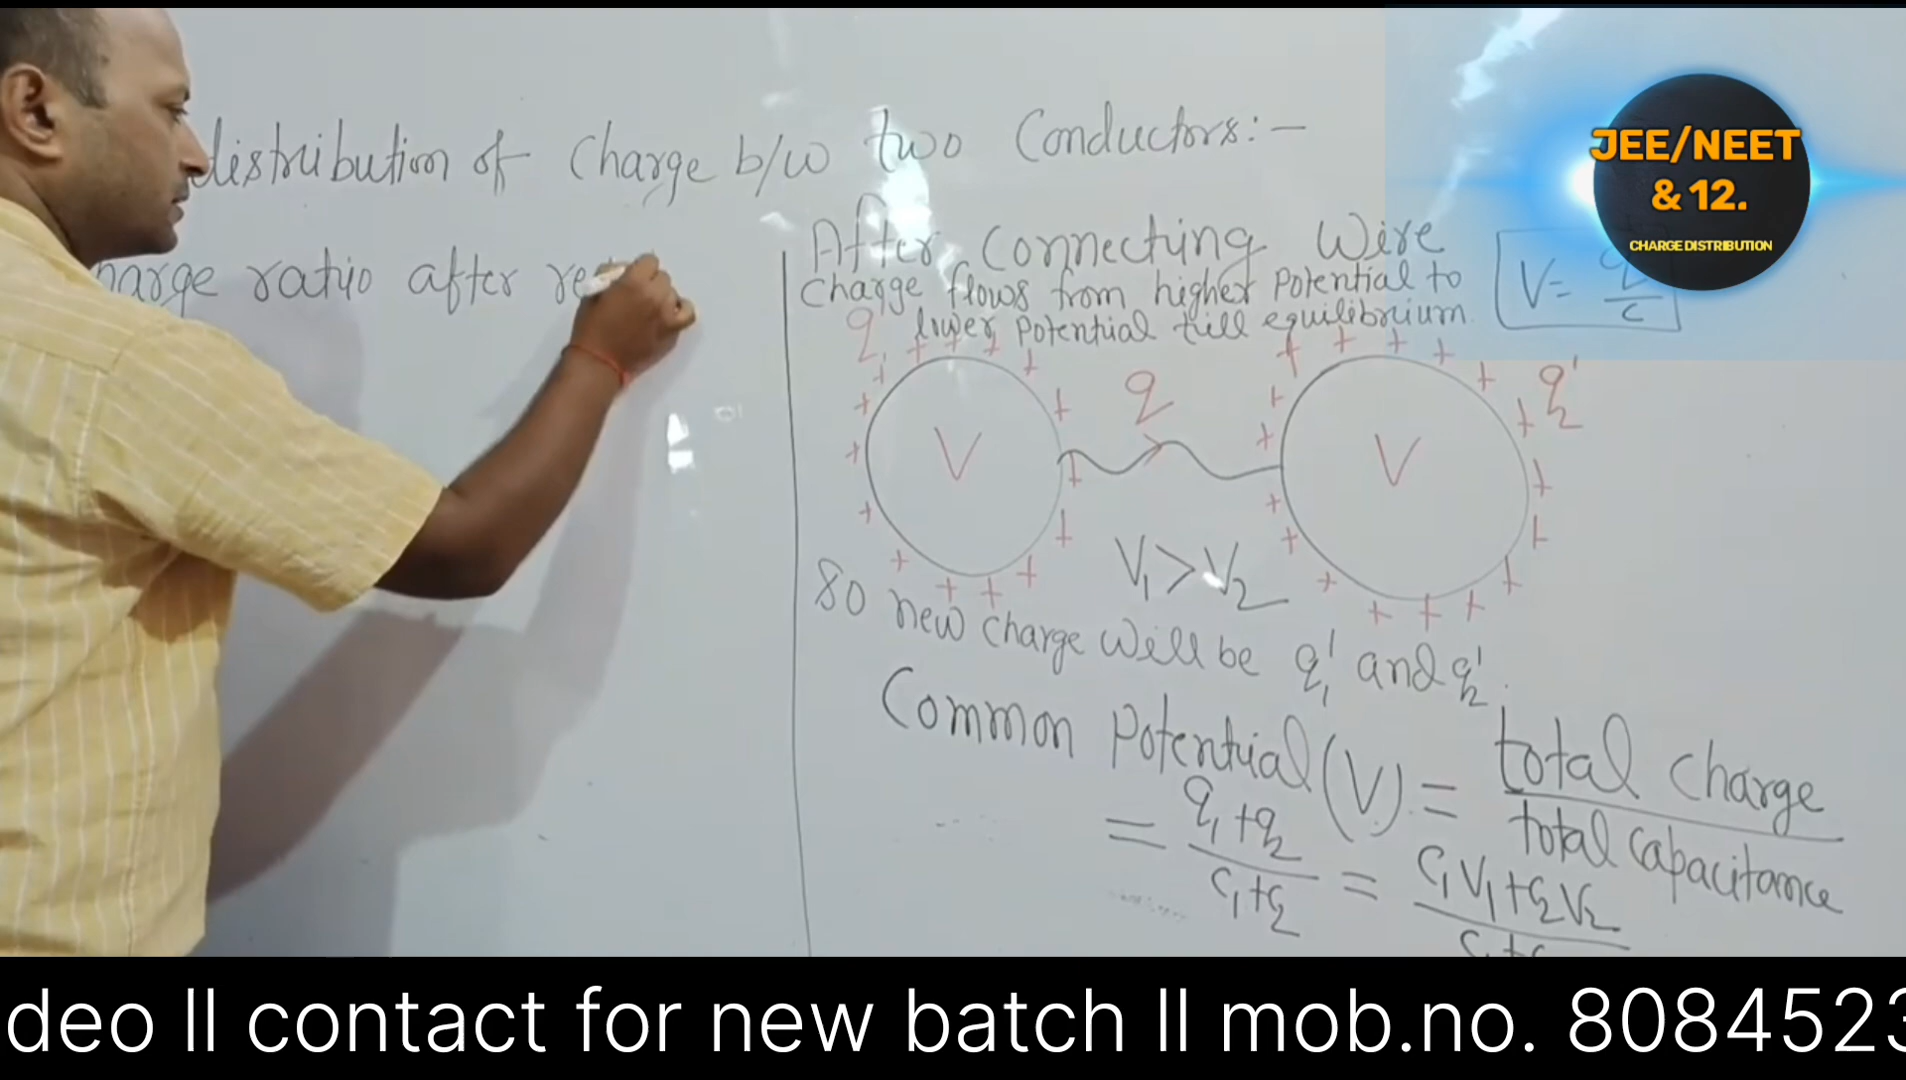 distribution of Charge b/w two Conductors:-
harge ratio after re
After Connecting Wire
Charge flows from higher Potential to
lower Potential till equilibrium.
V = q/c
q1'
q
q2'
V
V
V1 > V2
So new charge will be q1' and q2'.
Common Potential (V) = total charge / total capacitance
= q1+q2 / c1+c2 = c1V1+c2V2 / c1+c
JEE/NEET
& 12.
CHARGE DISTRIBUTION
deo ll contact for new batch ll mob.no. 8084523